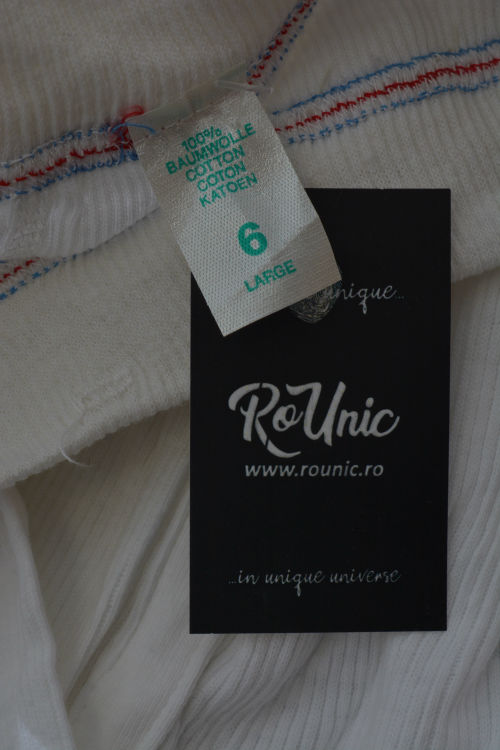 100%
BAUMWOLLE
COTTON
COTON
KATOEN
6
LARGE
unique...
RoUnic
www.rounic.ro
...in unique universe